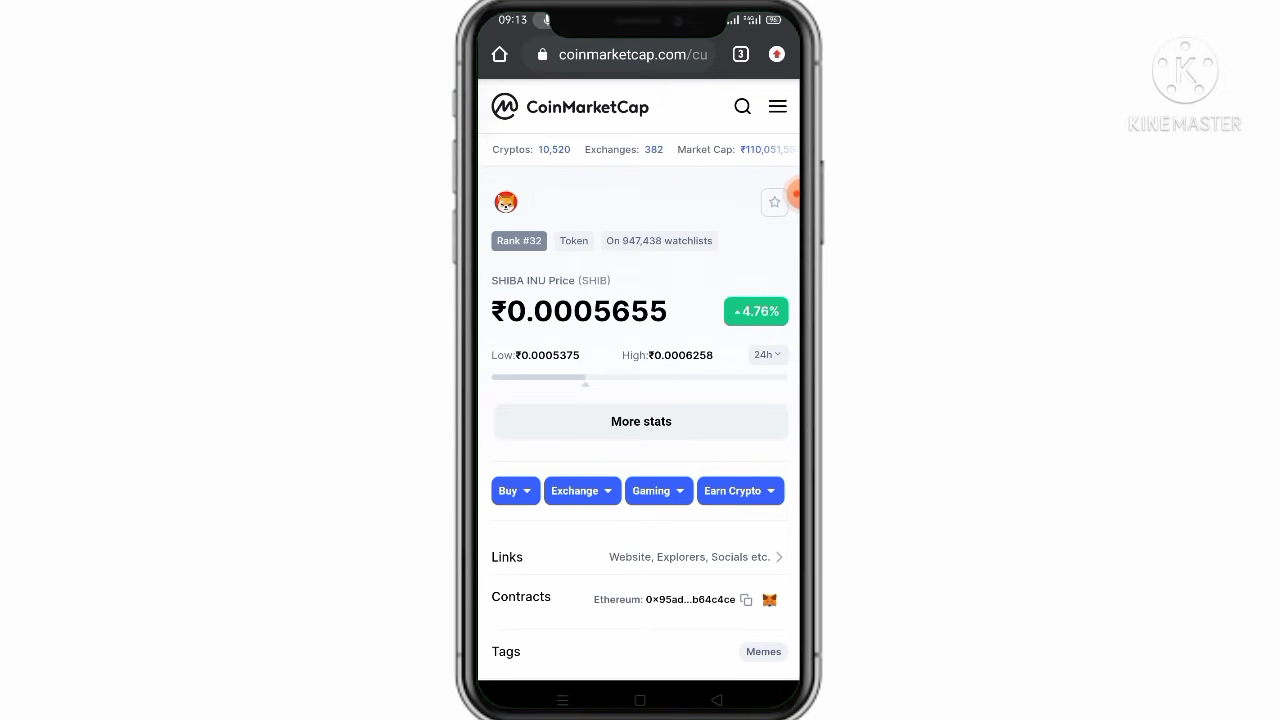 09:13
96
coinmarketcap.com/cu
3
CoinMarketCap
KINEMASTER
Cryptos: 10,520 Exchanges: 382 Market Cap: ₹110,051,59
Rank #32 Token On 947,438 watchlists
SHIBA INU Price (SHIB)
₹0.0005655 4.76%
Low:₹0.0005375 High:₹0.0006258 24h
More stats
Buy Exchange Gaming Earn Crypto
Links Website, Explorers, Socials etc.
Contracts Ethereum: 0x95ad...b64c4ce
Tags Memes